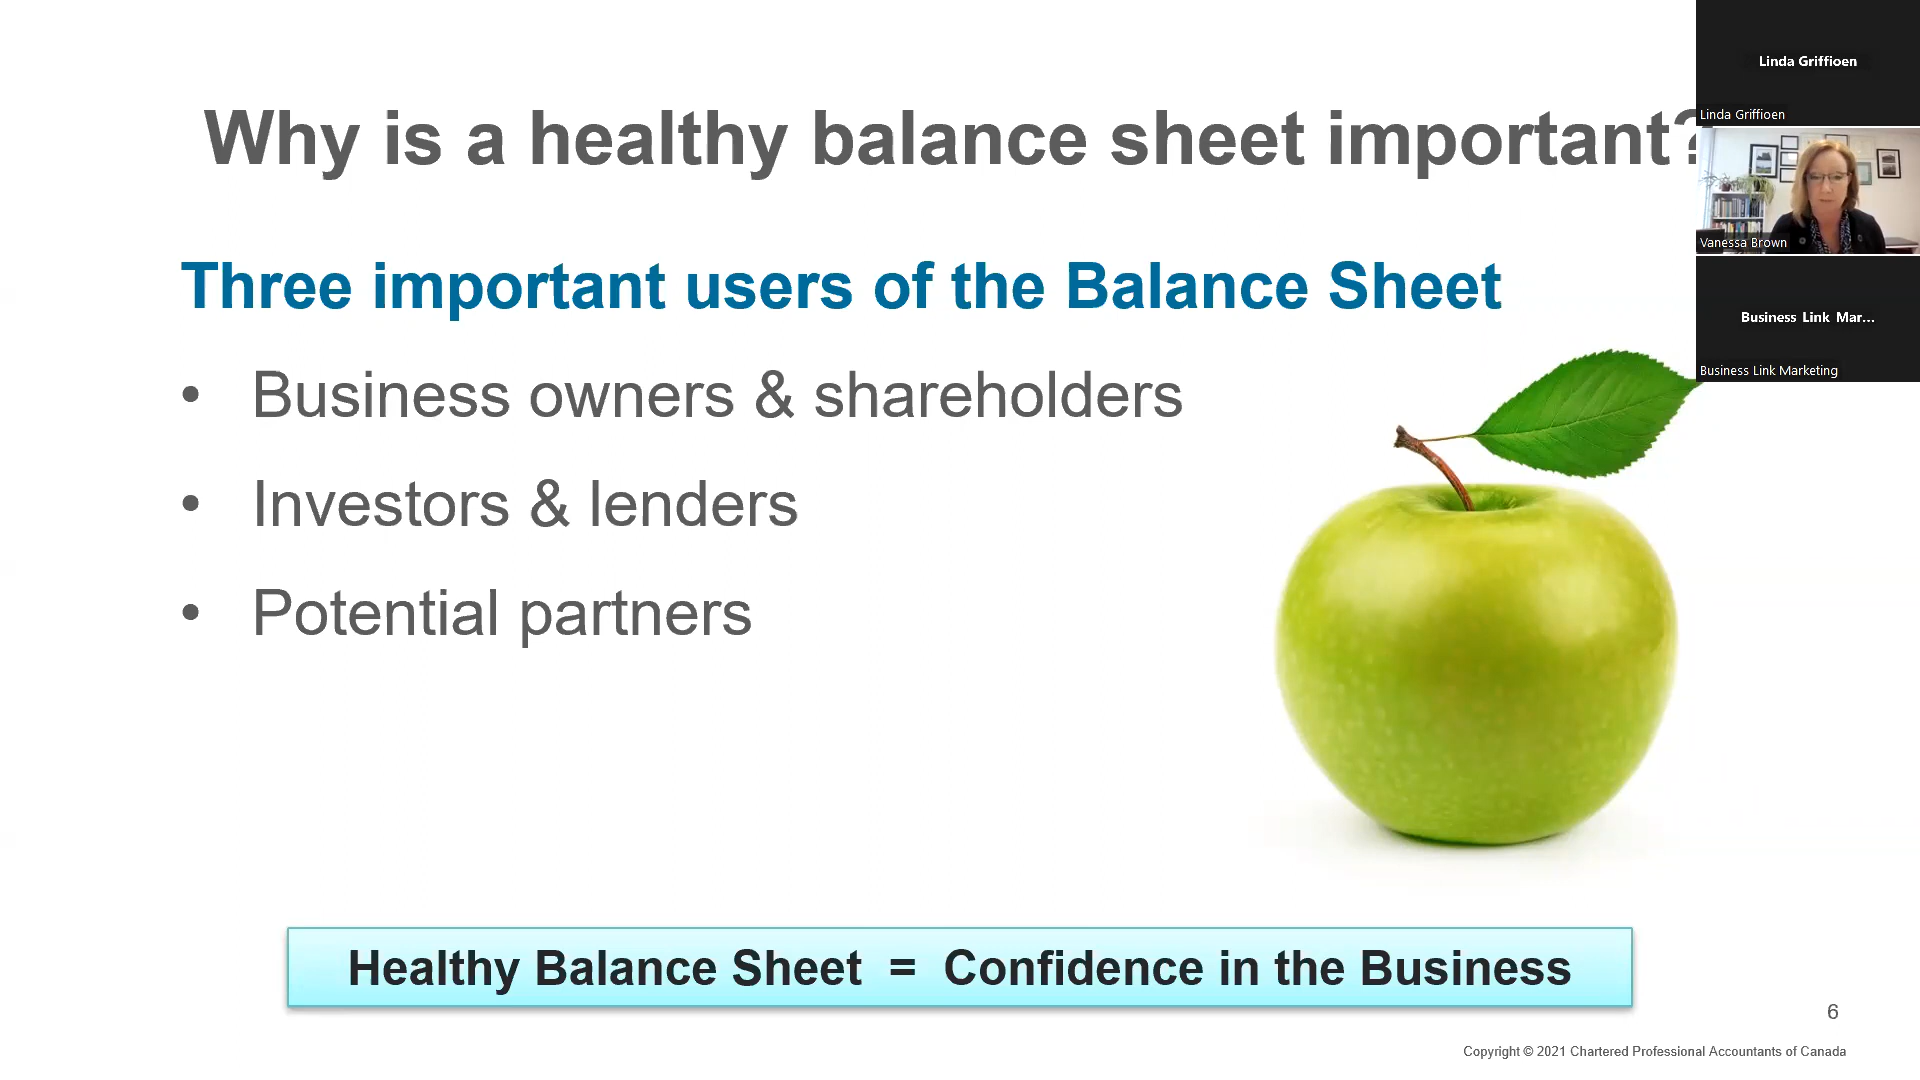 Why is a healthy balance sheet important?
Three important users of the Balance Sheet
• Business owners & shareholders
• Investors & lenders
• Potential partners
Healthy Balance Sheet = Confidence in the Business
6
Copyright © 2021 Chartered Professional Accountants of Canada
Linda Griffioen
Linda Griffioen
Vanessa Brown
Business Link Mar...
Business Link Marketing